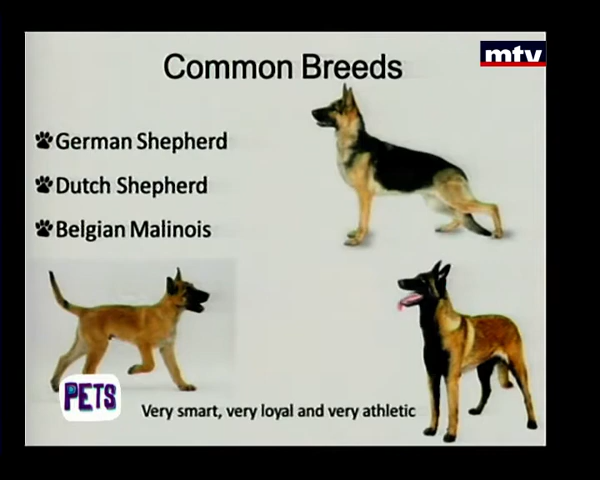 Common Breeds
mtv
German Shepherd
Dutch Shepherd
Belgian Malinois
PETS
Very smart, very loyal and very athletic